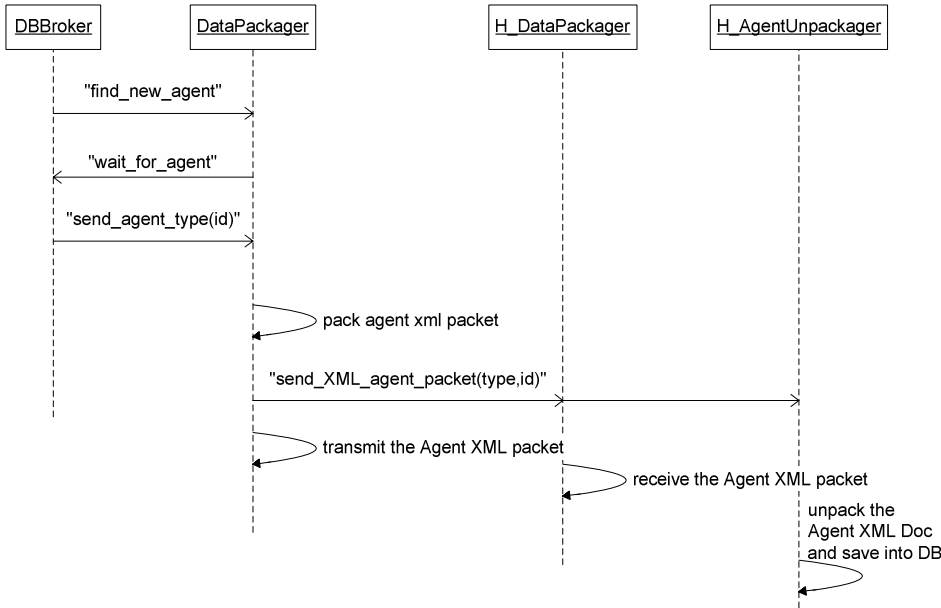 DBBroker
DataPackager
H_DataPackager
H_AgentUnpackager
"find_new_agent"
"wait_for_agent"
"send_agent_type(id)"
pack agent xml packet
"send_XML_agent_packet(type,id)"
transmit the Agent XML packet
receive the Agent XML packet
unpack the
Agent XML Doc
and save into DB